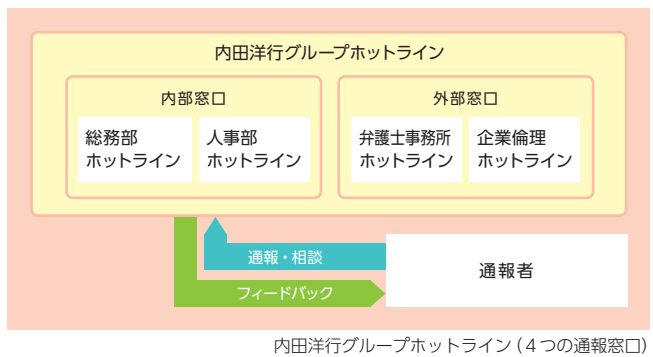 内田洋行グループホットライン
内部窓口
総務部
ホットライン
人事部
ホットライン
外部窓口
弁護士事務所
ホットライン
企業倫理
ホットライン
通報・相談
フィードバック
通報者
内田洋行グループホットライン(4つの通報窓口)